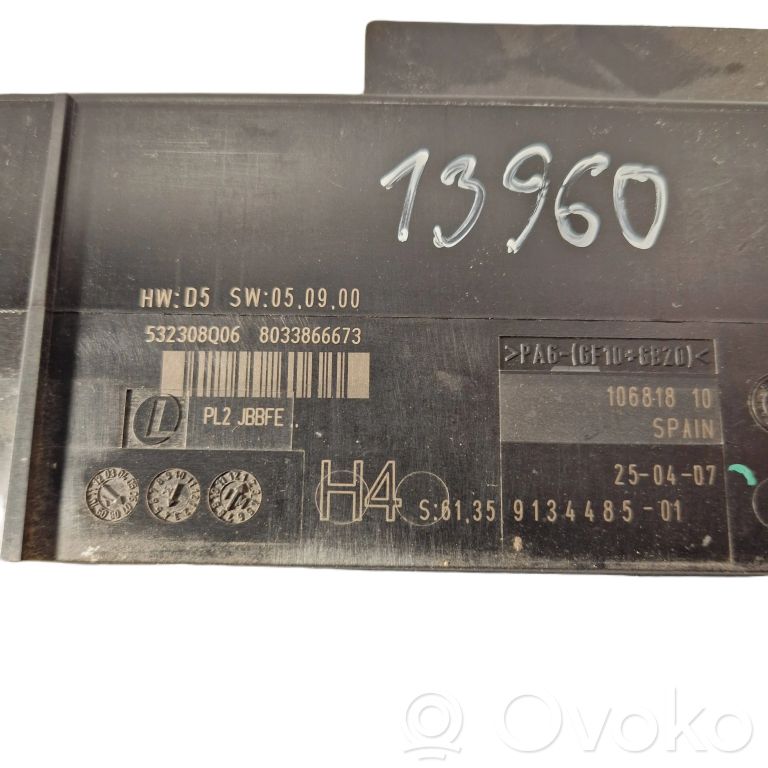 13960
HW:D5 SW:05.09.00
532308Q06 8033866673
>PA6-(GF10+GB20)<
L PL2 JBBFE..
106818 10
SPAIN
25-04-07
H4 S:61.35 9134485-01
Ovoko